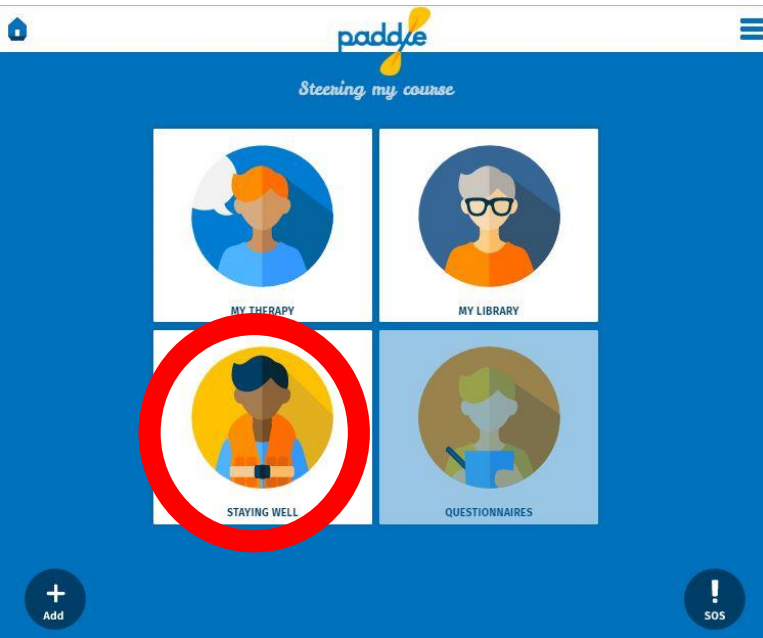 paddle
Steering my course
MY THERAPY
MY LIBRARY
STAYING WELL
QUESTIONNAIRES
+
Add
!
SOS